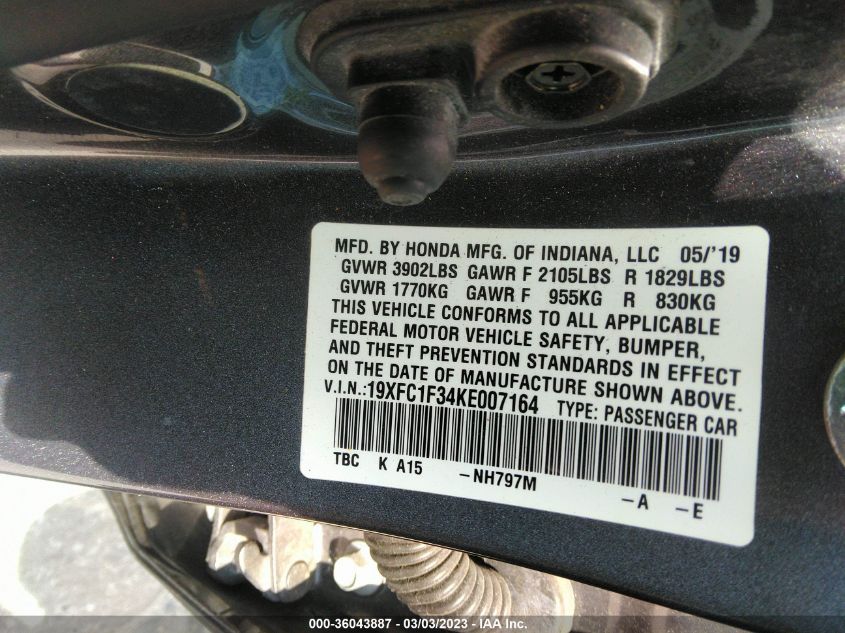 MFD. BY HONDA MFG. OF INDIANA, LLC 05/'19
GVWR 3902LBS GAWR F 2105LBS R 1829LBS
GVWR 1770KG GAWR F 955KG R 830KG
THIS VEHICLE CONFORMS TO ALL APPLICABLE
FEDERAL MOTOR VEHICLE SAFETY, BUMPER,
AND THEFT PREVENTION STANDARDS IN EFFECT
ON THE DATE OF MANUFACTURE SHOWN ABOVE.
V.I.N.:19XFC1F34KE007164 TYPE: PASSENGER CAR
TBC K A15 -NH797M -A -E
000-36043887 - 03/03/2023 - IAA Inc.